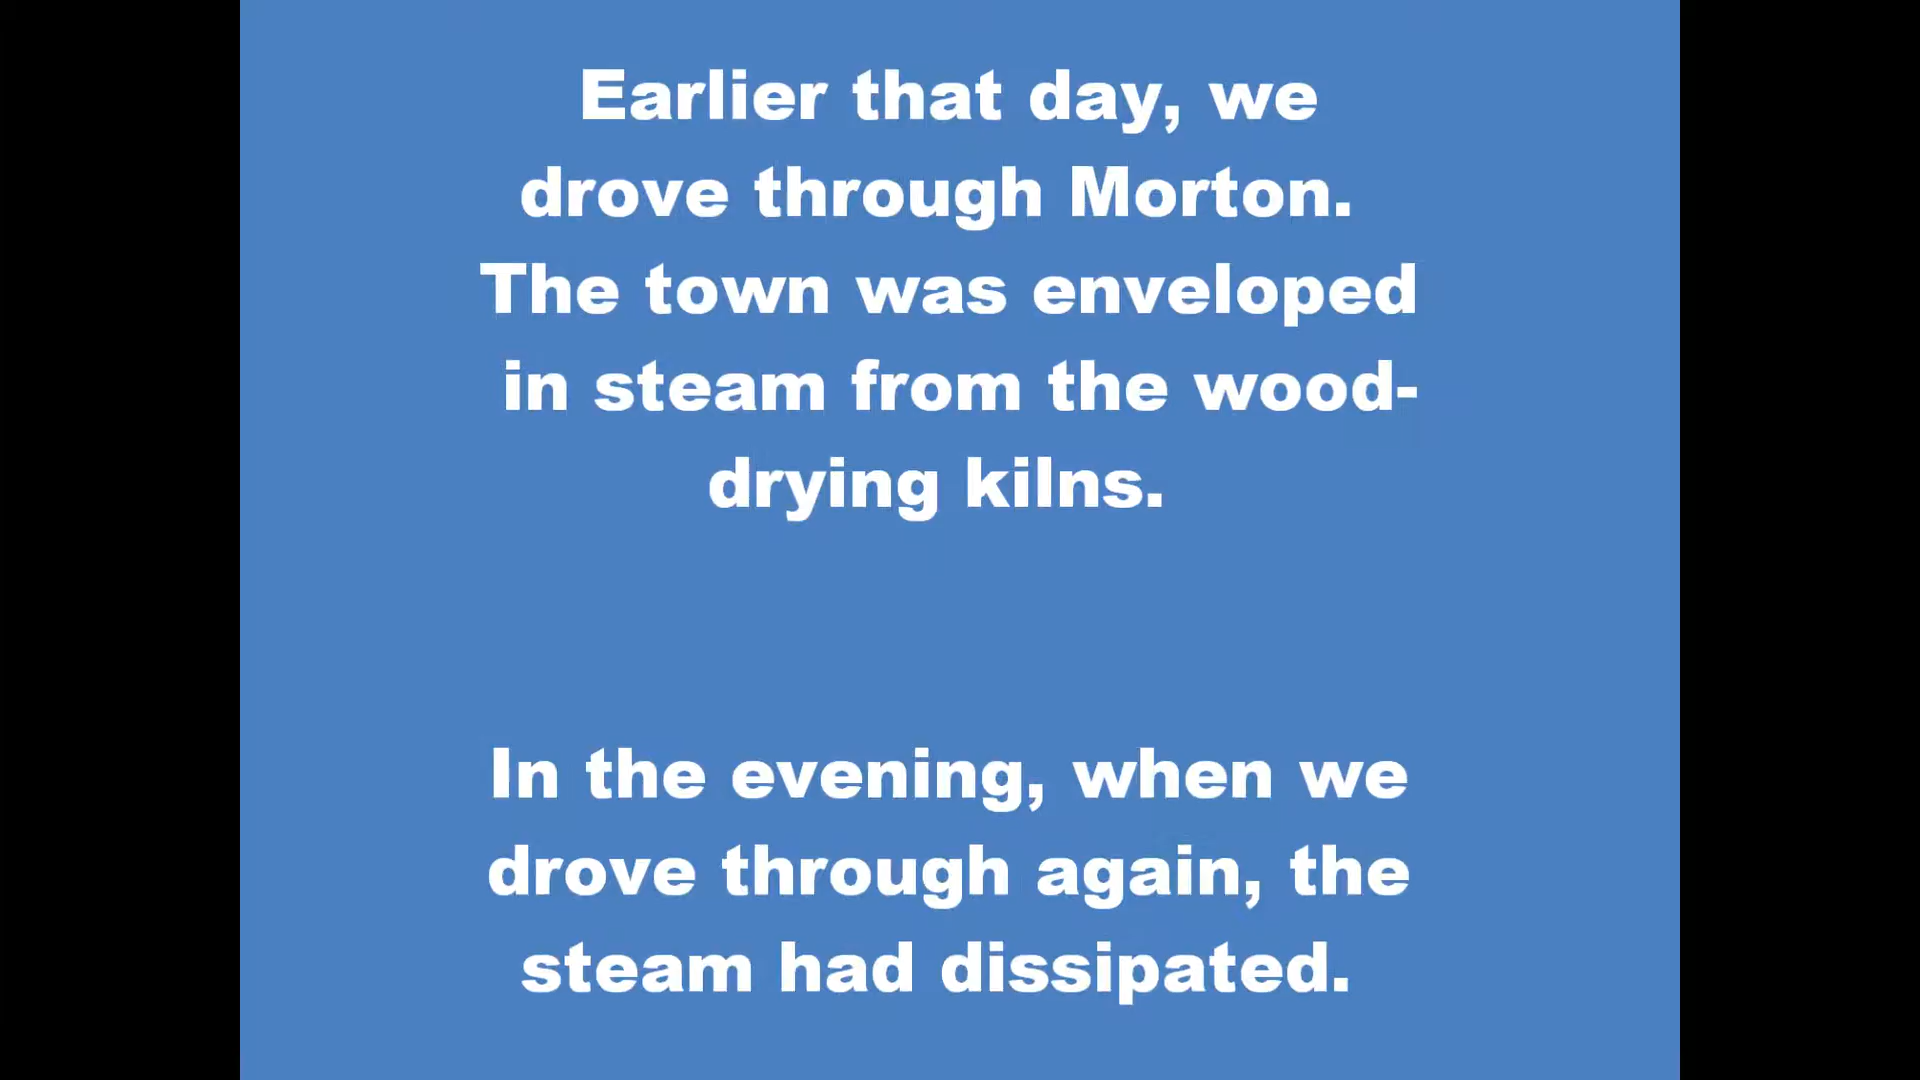 Earlier that day, we
drove through Morton.
The town was enveloped
in steam from the wood-
drying kilns.
In the evening, when we
drove through again, the
steam had dissipated.